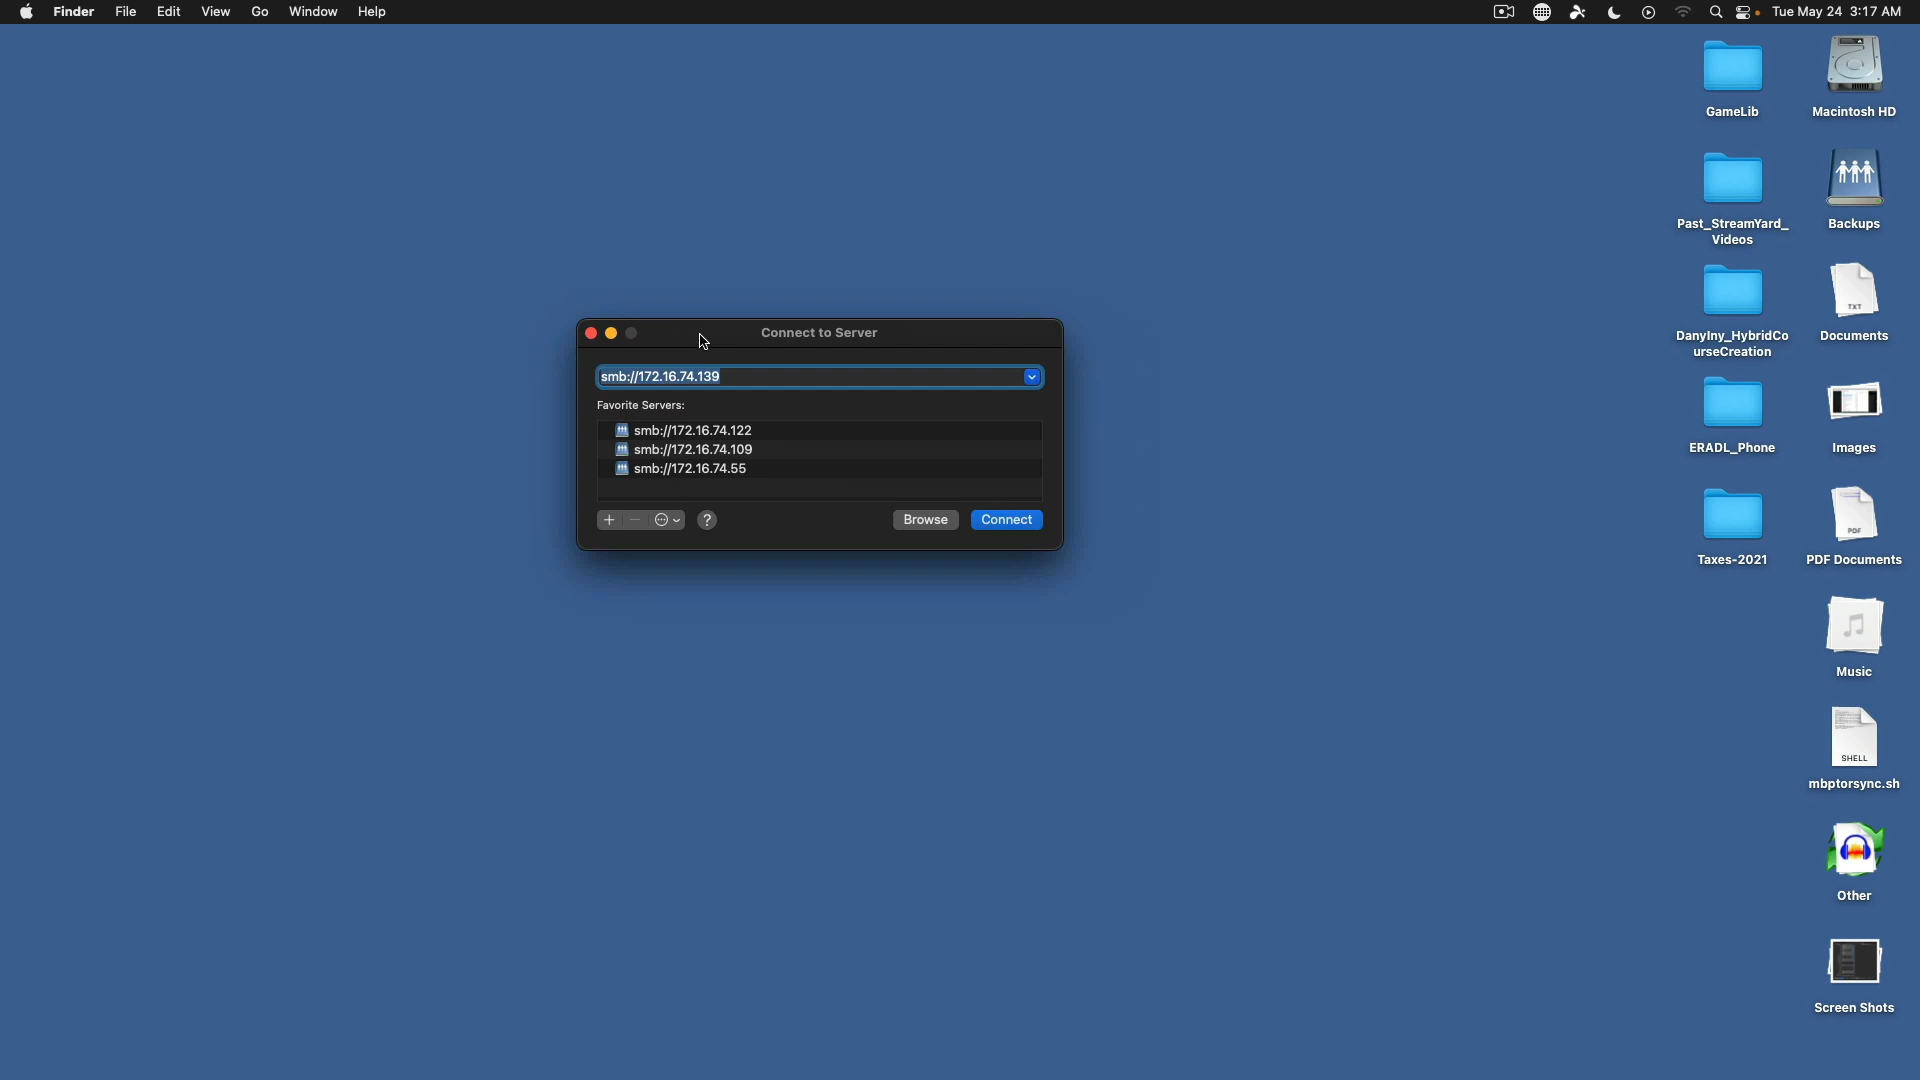 Finder File Edit View Go Window Help
Tue May 24 3:17 AM
GameLib
Macintosh HD
Past_StreamYard_
Videos
Backups
TXT
DanyIny_HybridCo
urseCreation
Documents
ERADL_Phone
Images
PDF
Taxes-2021
PDF Documents
Music
SHELL
mbptorsync.sh
Other
Screen Shots
Connect to Server
smb://172.16.74.139
Favorite Servers:
smb://172.16.74.122
smb://172.16.74.109
smb://172.16.74.55
?
Browse
Connect